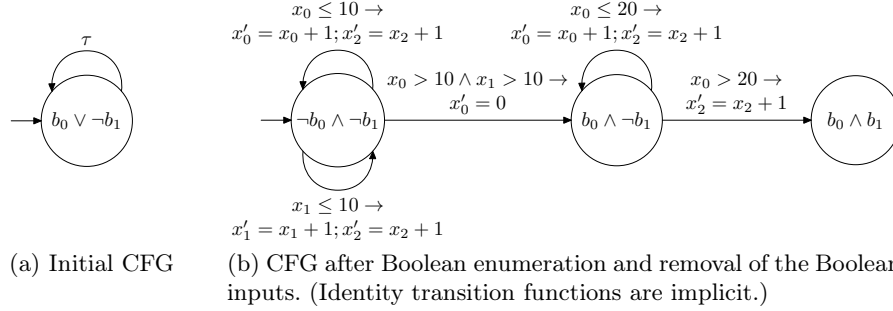 τ
b₀ ∨ ¬b₁
(a) Initial CFG
x₀ ≤ 10 →
x′₀ = x₀ + 1; x′₂ = x₂ + 1
¬b₀ ∧ ¬b₁
x₁ ≤ 10 →
x′₁ = x₁ + 1; x′₂ = x₂ + 1
x₀ > 10 ∧ x₁ > 10 →
x′₀ = 0
x₀ ≤ 20 →
x′₀ = x₀ + 1; x′₂ = x₂ + 1
b₀ ∧ ¬b₁
x₀ > 20 →
x′₂ = x₂ + 1
b₀ ∧ b₁
(b) CFG after Boolean enumeration and removal of the Boolean
inputs. (Identity transition functions are implicit.)